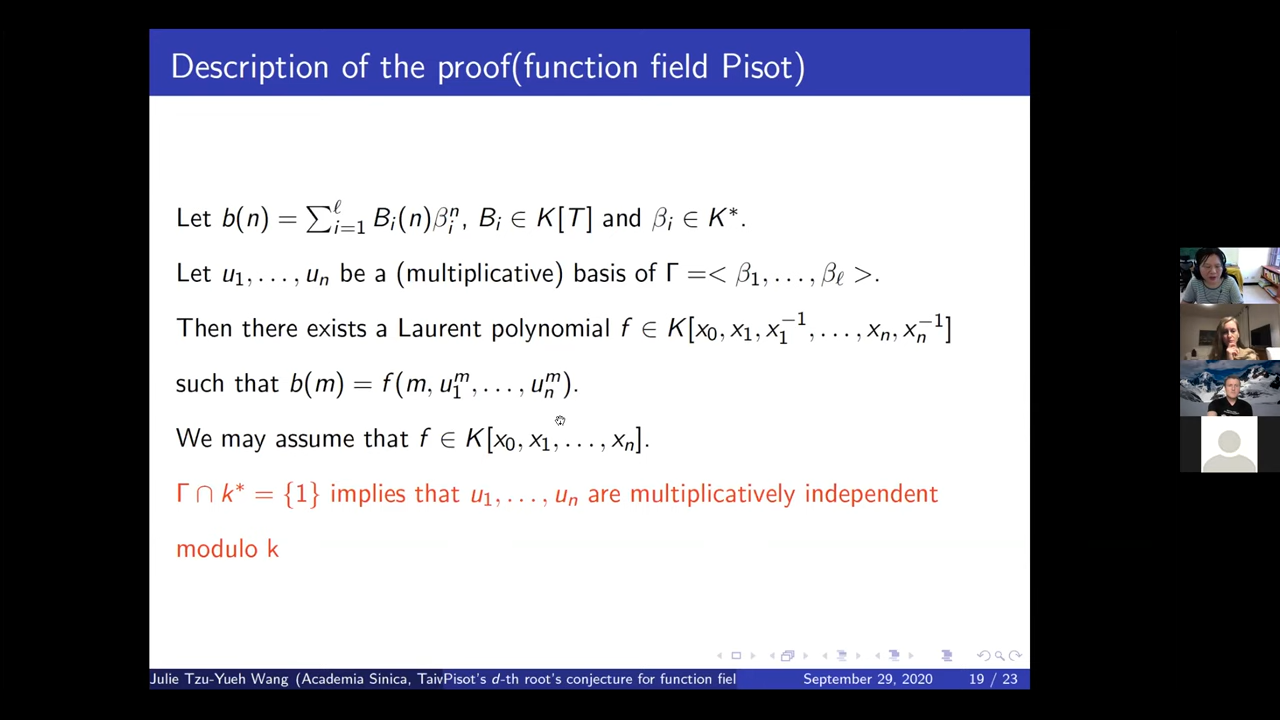 Description of the proof(function field Pisot)
Let b(n) = ∑_{i=1}^{ℓ} B_i(n)β_i^n, B_i ∈ K[T] and β_i ∈ K*.
Let u_1, . . . , u_n be a (multiplicative) basis of Γ =< β_1, . . . , β_ℓ >.
Then there exists a Laurent polynomial f ∈ K[x_0, x_1, x_1^{-1}, . . . , x_n, x_n^{-1}]
such that b(m) = f(m, u_1^m, . . . , u_n^m).
We may assume that f ∈ K[x_0, x_1, . . . , x_n].
Γ ∩ k* = {1} implies that u_1, . . . , u_n are multiplicatively independent
modulo k
Julie Tzu-Yueh Wang (Academia Sinica, Taiv Pisot's d-th root's conjecture for function fiel September 29, 2020 19 / 23